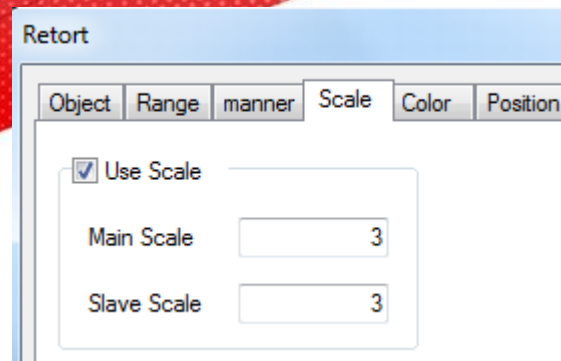 Retort
Object Range manner Scale Color Position
Use Scale
Main Scale 3
Slave Scale 3